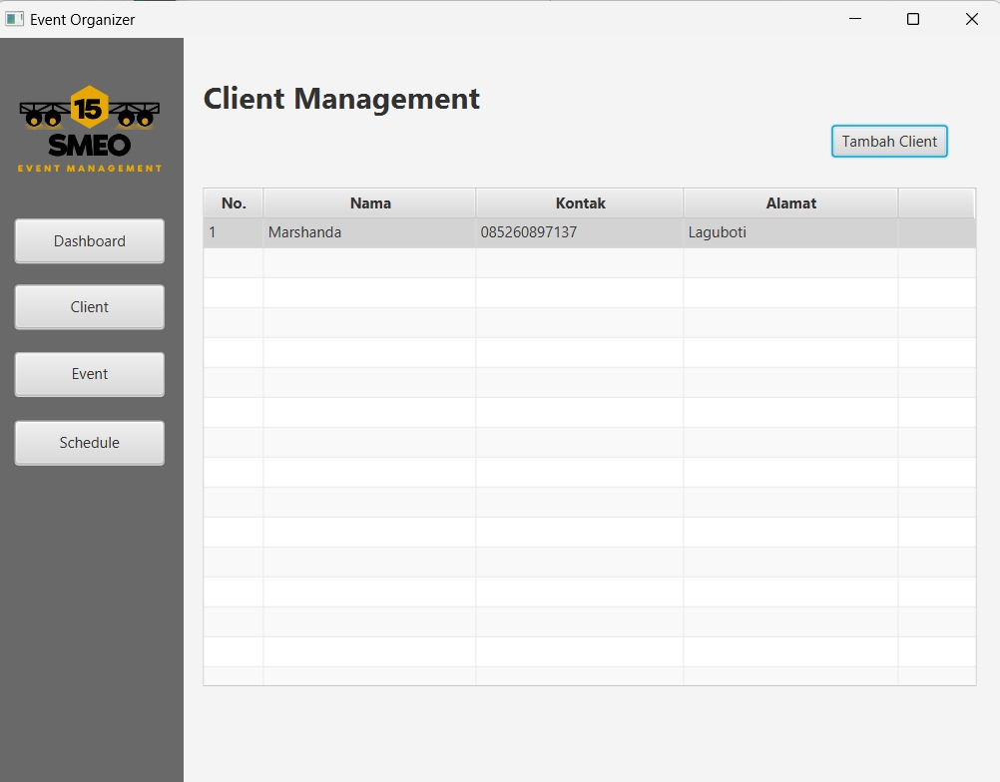 Event Organizer
15
SMEO
EVENT MANAGEMENT
Dashboard
Client
Event
Schedule
Client Management
Tambah Client
No. Nama Kontak Alamat
1 Marshanda 085260897137 Laguboti